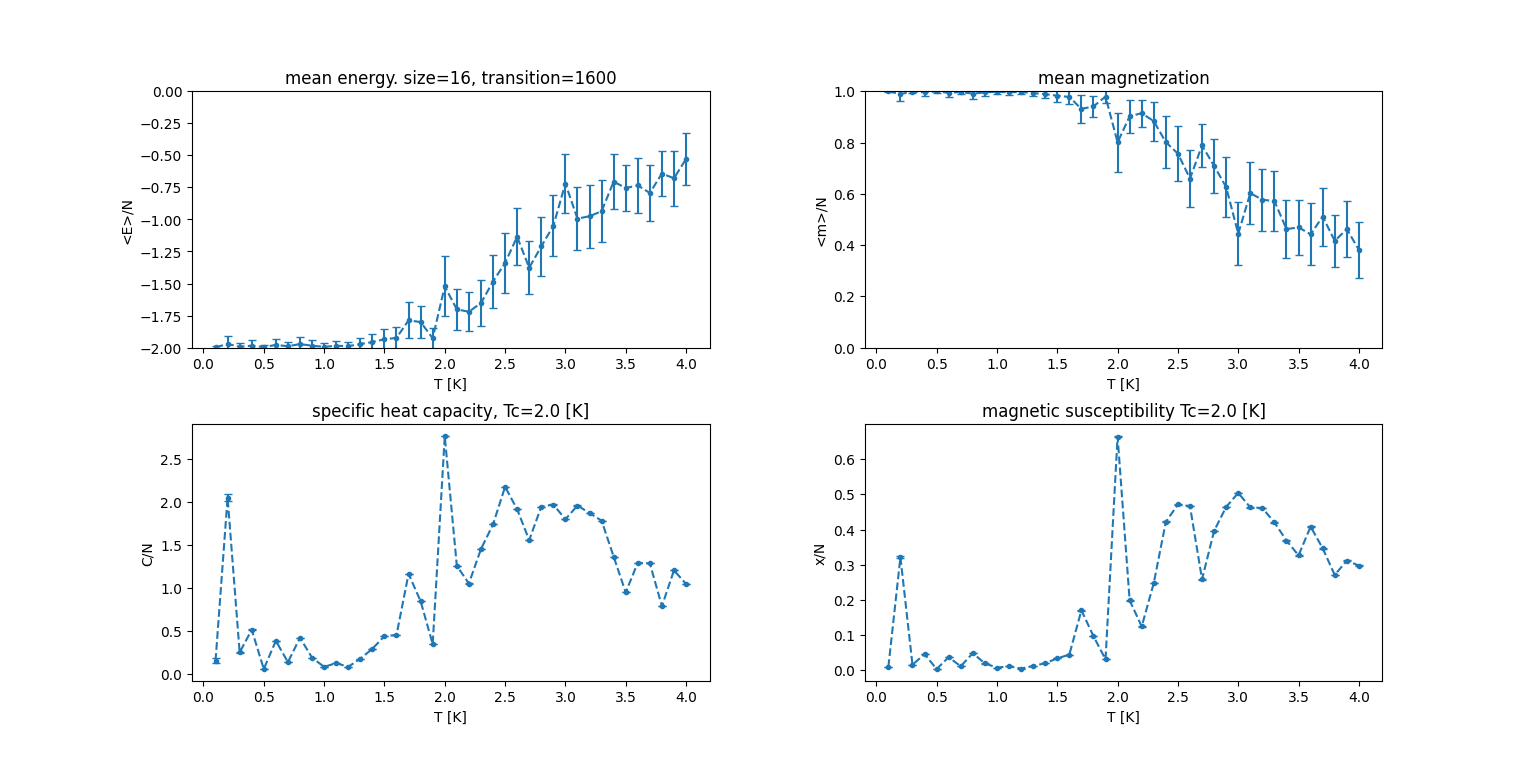 mean energy. size=16, transition=1600
0.00
−0.25
−0.50
−0.75
−1.00
−1.25
−1.50
−1.75
−2.00
<E>/N
0.0 0.5 1.0 1.5 2.0 2.5 3.0 3.5 4.0
T [K]
mean magnetization
1.0
0.8
0.6
0.4
0.2
0.0
<m>/N
0.0 0.5 1.0 1.5 2.0 2.5 3.0 3.5 4.0
T [K]
specific heat capacity, Tc=2.0 [K]
2.5
2.0
1.5
1.0
0.5
0.0
C/N
0.0 0.5 1.0 1.5 2.0 2.5 3.0 3.5 4.0
T [K]
magnetic susceptibility Tc=2.0 [K]
0.6
0.5
0.4
0.3
0.2
0.1
0.0
x/N
0.0 0.5 1.0 1.5 2.0 2.5 3.0 3.5 4.0
T [K]